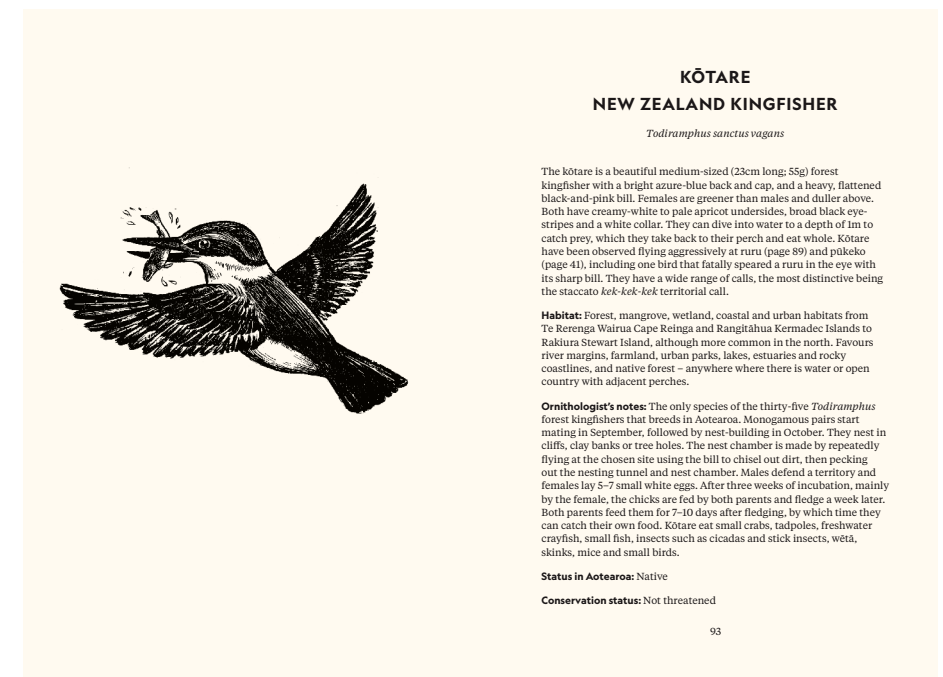 KŌTARE
NEW ZEALAND KINGFISHER
Todiramphus sanctus vagans
The kōtare is a beautiful medium-sized (23cm long; 55g) forest
kingfisher with a bright azure-blue back and cap, and a heavy, flattened
black-and-pink bill. Females are greener than males and duller above.
Both have creamy-white to pale apricot undersides, broad black eye-
stripes and a white collar. They can dive into water to a depth of 1m to
catch prey, which they take back to their perch and eat whole. Kōtare
have been observed flying aggressively at ruru (page 89) and pūkeko
(page 41), including one bird that fatally speared a ruru in the eye with
its sharp bill. They have a wide range of calls, the most distinctive being
the staccato kek-kek-kek territorial call.
Habitat: Forest, mangrove, wetland, coastal and urban habitats from
Te Rerenga Wairua Cape Reinga and Rangitāhua Kermadec Islands to
Rakiura Stewart Island, although more common in the north. Favours
river margins, farmland, urban parks, lakes, estuaries and rocky
coastlines, and native forest – anywhere where there is water or open
country with adjacent perches.
Ornithologist's notes: The only species of the thirty-five Todiramphus
forest kingfishers that breeds in Aotearoa. Monogamous pairs start
mating in September, followed by nest-building in October. They nest in
cliffs, clay banks or tree holes. The nest chamber is made by repeatedly
flying at the chosen site using the bill to chisel out dirt, then pecking
out the nesting tunnel and nest chamber. Males defend a territory and
females lay 5–7 small white eggs. After three weeks of incubation, mainly
by the female, the chicks are fed by both parents and fledge a week later.
Both parents feed them for 7–10 days after fledging, by which time they
can catch their own food. Kōtare eat small crabs, tadpoles, freshwater
crayfish, small fish, insects such as cicadas and stick insects, wētā,
skinks, mice and small birds.
Status in Aotearoa: Native
Conservation status: Not threatened
93